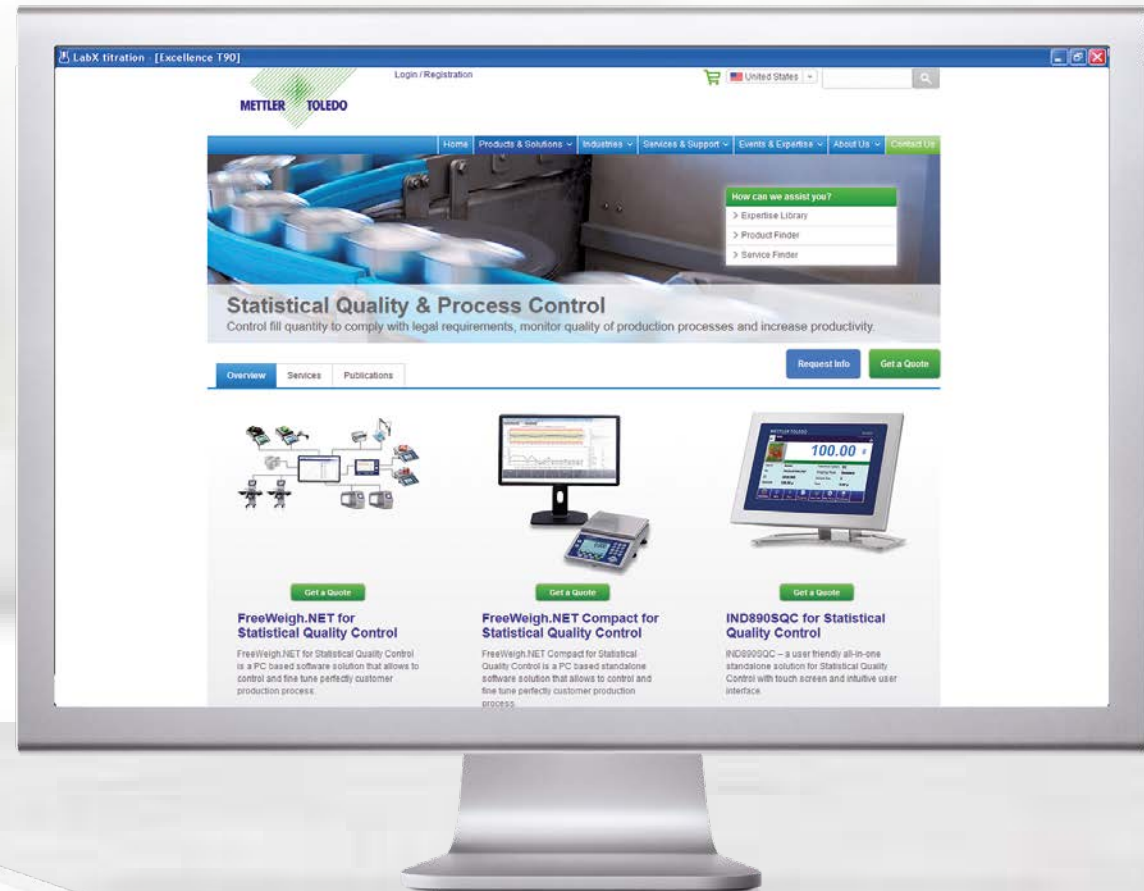 LabX titration - [Excellence T90]
Login / Registration
United States
METTLER TOLEDO
Home Products & Solutions Industries Services & Support Events & Expertise About Us Contact Us
How can we assist you?
> Expertise Library
> Product Finder
> Service Finder
Statistical Quality & Process Control
Control fill quantity to comply with legal requirements, monitor quality of production processes and increase productivity.
Request Info Get a Quote
Overview Services Publications
METTLER TOLEDO
100.00
Get a Quote
FreeWeigh.NET for
Statistical Quality Control
FreeWeigh.NET for Statistical Quality Control
is a PC based software solution that allows to
control and fine tune perfectly customer
production process.
Get a Quote
FreeWeigh.NET Compact for
Statistical Quality Control
FreeWeigh.NET Compact for Statistical
Quality Control is a PC based standalone
software solution that allows to control and
fine tune perfectly customer production
process.
Get a Quote
IND890SQC for Statistical
Quality Control
IND890SQC – a user friendly all-in-one
standalone solution for Statistical Quality
Control with touch screen and intuitive user
interface.